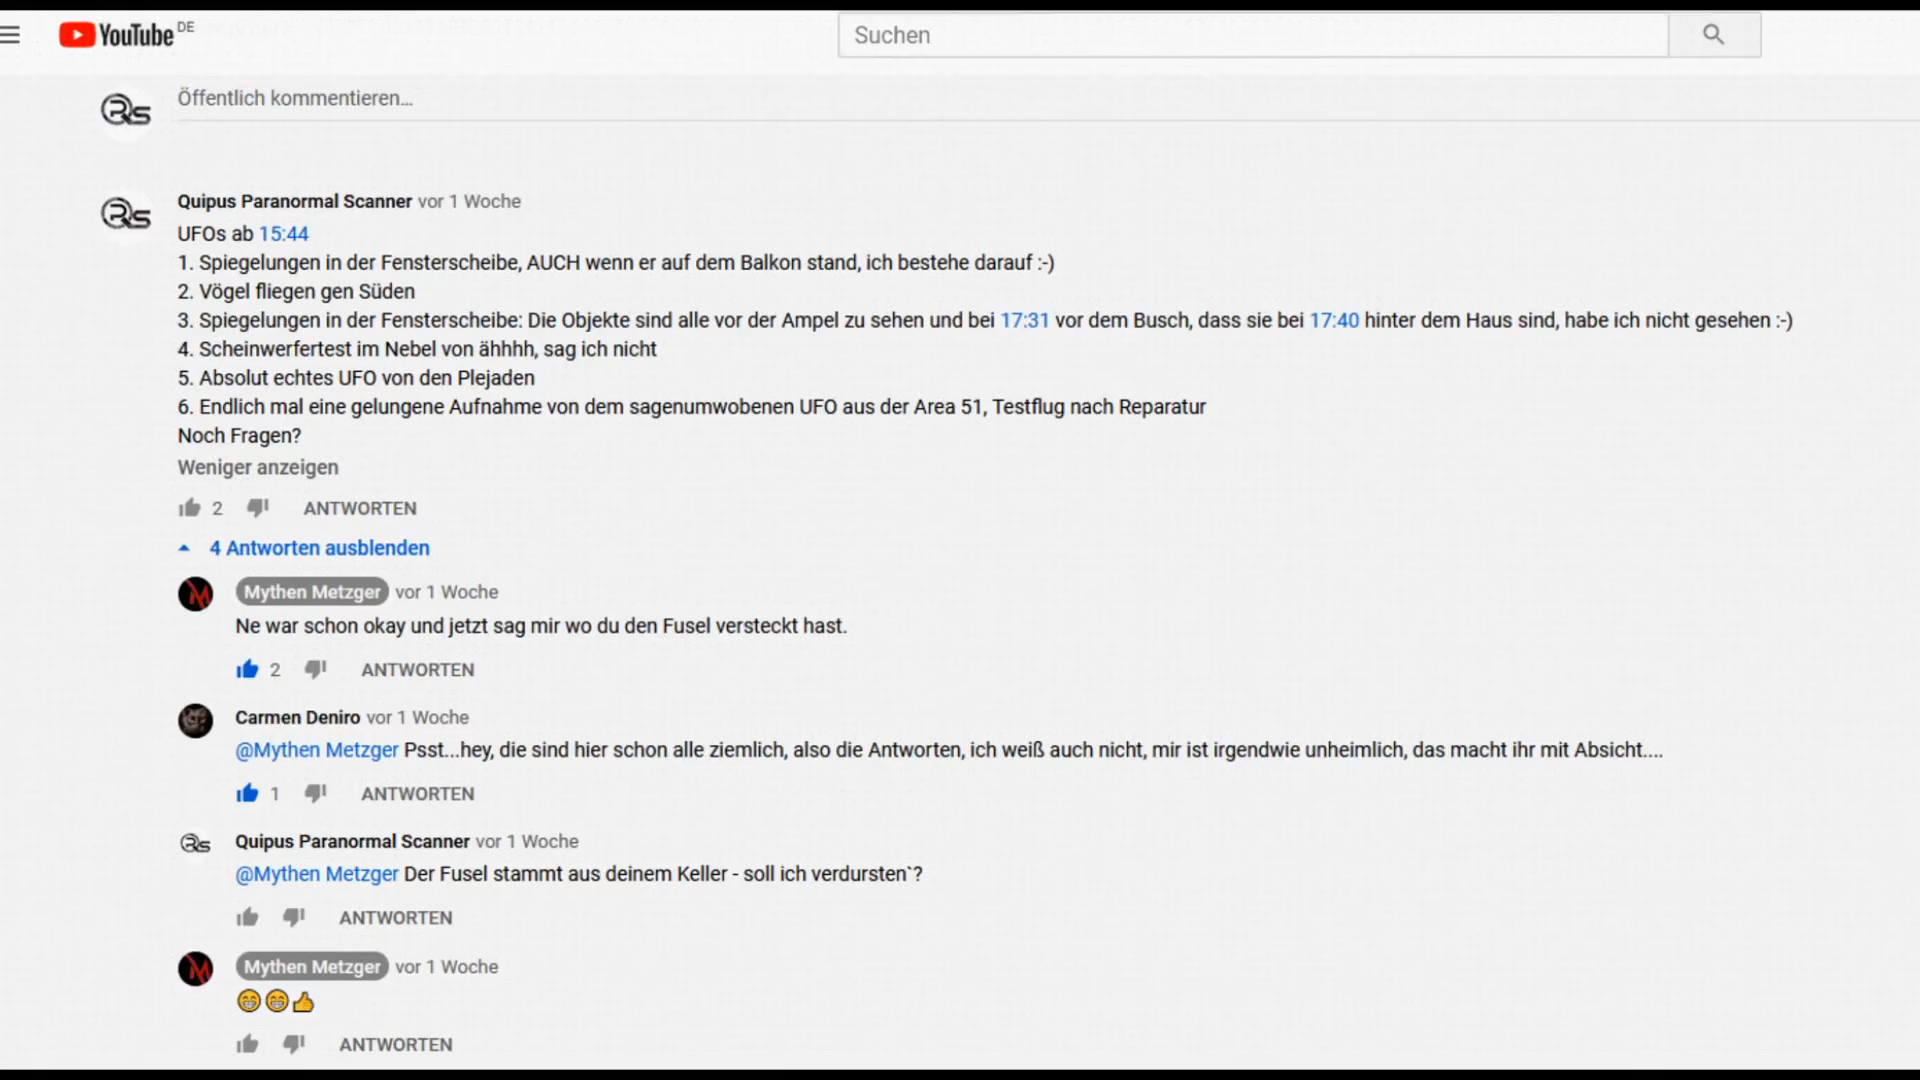 YouTube DE
Suchen
Öffentlich kommentieren...
Quipus Paranormal Scanner vor 1 Woche
UFOs ab 15:44
1. Spiegelungen in der Fensterscheibe, AUCH wenn er auf dem Balkon stand, ich bestehe darauf :-)
2. Vögel fliegen gen Süden
3. Spiegelungen in der Fensterscheibe: Die Objekte sind alle vor der Ampel zu sehen und bei 17:31 vor dem Busch, dass sie bei 17:40 hinter dem Haus sind, habe ich nicht gesehen :-)
4. Scheinwerfertest im Nebel von ähhhh, sag ich nicht
5. Absolut echtes UFO von den Plejaden
6. Endlich mal eine gelungene Aufnahme von dem sagenumwobenen UFO aus der Area 51, Testflug nach Reparatur
Noch Fragen?
Weniger anzeigen
2 ANTWORTEN
4 Antworten ausblenden
Mythen Metzger vor 1 Woche
Ne war schon okay und jetzt sag mir wo du den Fusel versteckt hast.
2 ANTWORTEN
Carmen Deniro vor 1 Woche
@Mythen Metzger Psst...hey, die sind hier schon alle ziemlich, also die Antworten, ich weiß auch nicht, mir ist irgendwie unheimlich, das macht ihr mit Absicht....
1 ANTWORTEN
Quipus Paranormal Scanner vor 1 Woche
@Mythen Metzger Der Fusel stammt aus deinem Keller - soll ich verdursten`?
ANTWORTEN
Mythen Metzger vor 1 Woche
😁😁👍
ANTWORTEN